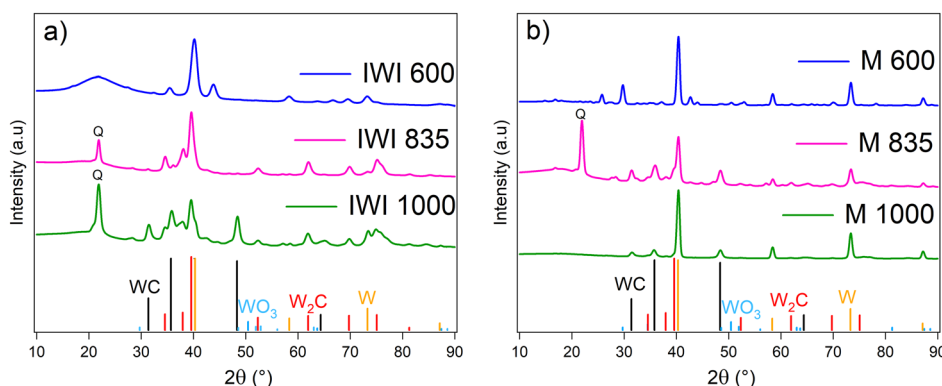 a)
IWI 600
Q
IWI 835
Q
IWI 1000
WC
WO₃
W₂C
W
Intensity (a.u)
10 20 30 40 50 60 70 80 90
2θ (°)
b)
M 600
Q
M 835
M 1000
WC
WO₃
W₂C
W
Intensity (a.u)
10 20 30 40 50 60 70 80 90
2θ (°)